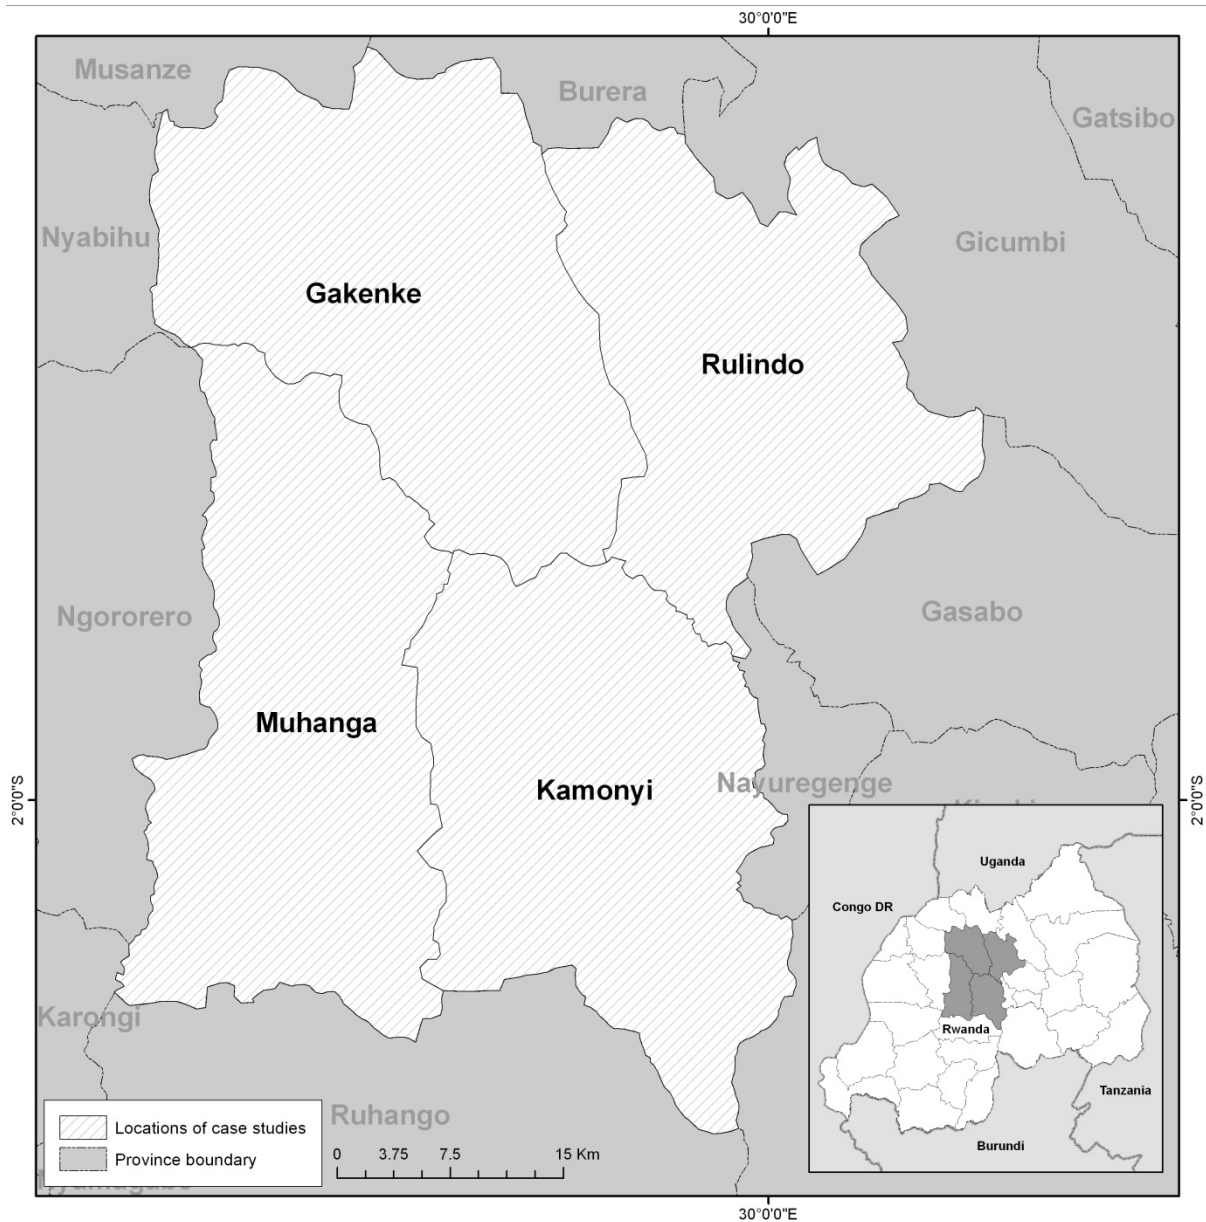 30°0'0"E
Musanze
Burera
Gatsibo
Nyabihu
Gicumbi
Gakenke
Rulindo
Ngororero
Gasabo
Muhanga
Kamonyi
Nayuregenge
2°0'0"S
2°0'0"S
Uganda
Congo DR
Rwanda
Tanzania
Burundi
Karongi
Ruhango
Locations of case studies
Province boundary
0 3.75 7.5 15 Km
30°0'0"E